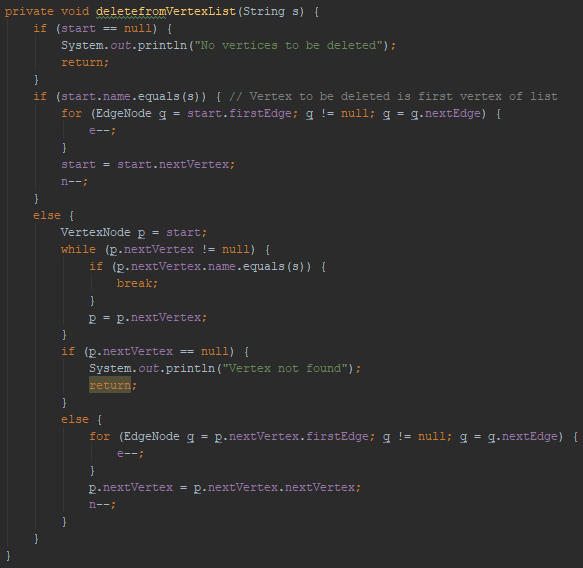 private void deletefromVertexList(String s) {
    if (start == null) {
        System.out.println("No vertices to be deleted");
        return;
    }
    if (start.name.equals(s)) { // Vertex to be deleted is first vertex of list
        for (EdgeNode q = start.firstEdge; q != null; q = q.nextEdge) {
            e--;
        }
        start = start.nextVertex;
        n--;
    }
    else {
        VertexNode p = start;
        while (p.nextVertex != null) {
            if (p.nextVertex.name.equals(s)) {
                break;
            }
            p = p.nextVertex;
        }
        if (p.nextVertex == null) {
            System.out.println("Vertex not found");
            return;
        }
        else {
            for (EdgeNode q = p.nextVertex.firstEdge; q != null; q = q.nextEdge) {
                e--;
            }
            p.nextVertex = p.nextVertex.nextVertex;
            n--;
        }
    }
}